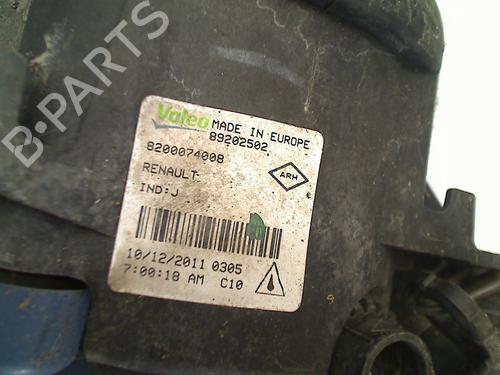 B-PARTS
Valeo MADE IN EUROPE
89202502
8200074008
RENAULT
ARH
IND:J
10/12/2011 0305
7:00:18 AM C10